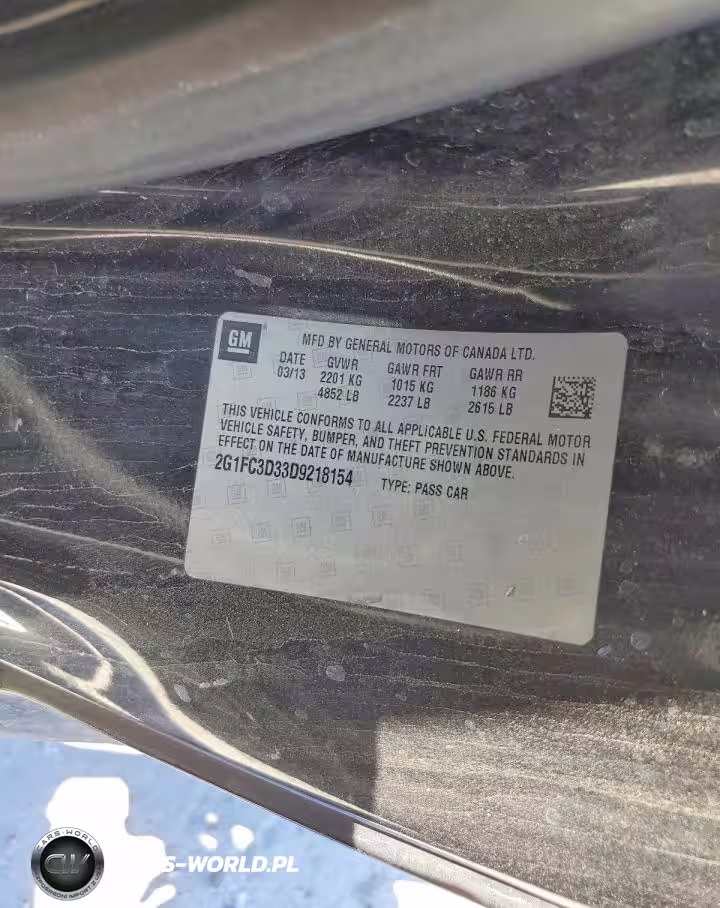 GM
MFD BY GENERAL MOTORS OF CANADA LTD.
DATE GVWR GAWR FRT GAWR RR
03/13 2201 KG 1015 KG 1186 KG
4852 LB 2237 LB 2615 LB
THIS VEHICLE CONFORMS TO ALL APPLICABLE U.S. FEDERAL MOTOR
VEHICLE SAFETY, BUMPER, AND THEFT PREVENTION STANDARDS IN
EFFECT ON THE DATE OF MANUFACTURE SHOWN ABOVE.
2G1FC3D33D9218154 TYPE: PASS CAR
CARS-WORLD
CW
S-WORLD.PL